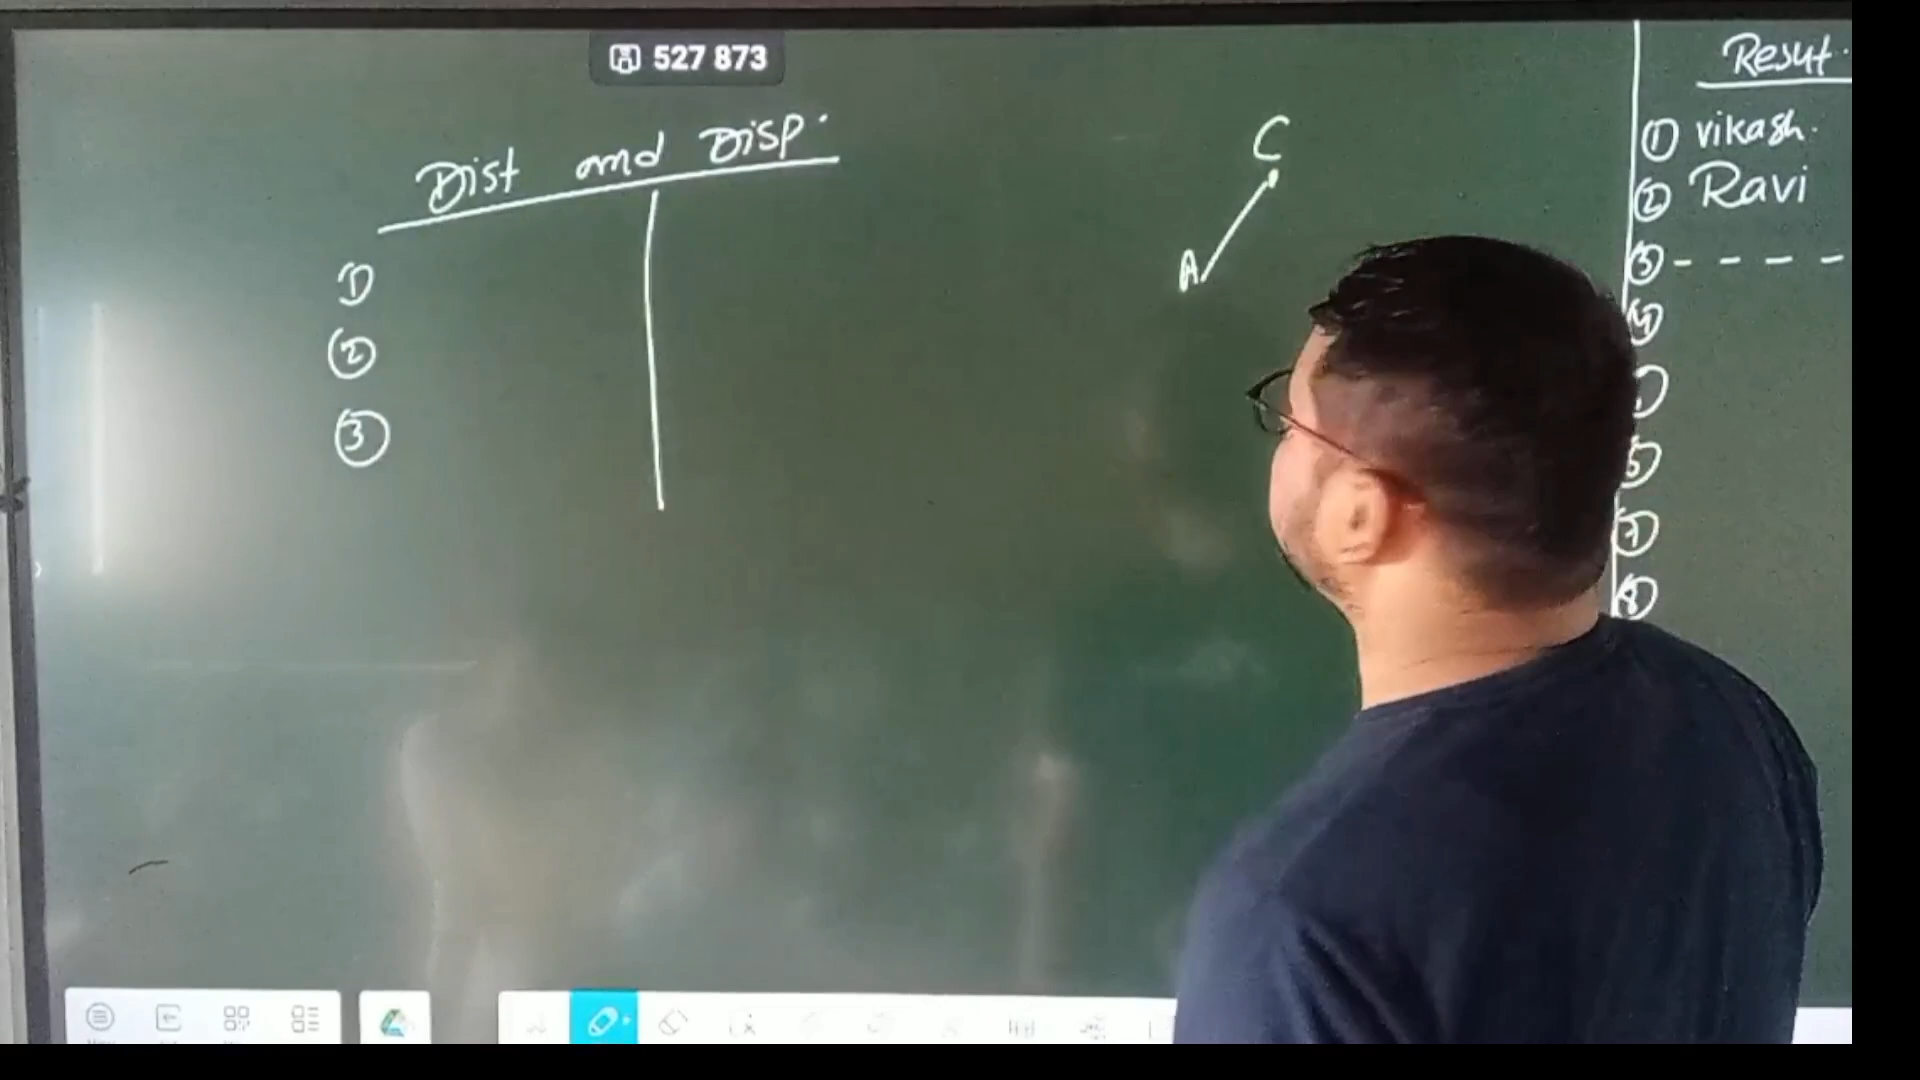 527 873
Dist and Disp.
1)
②
③
C
A
Resut.
① vikash.
② Ravi
③ - - - -
④
⑤
⑦
⑧